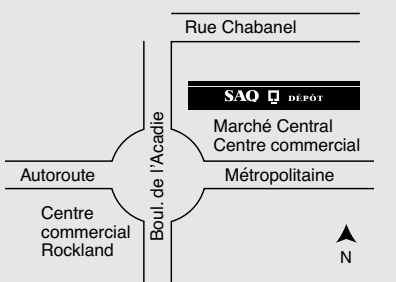 Rue Chabanel
SAQ DÉPÔT
Marché Central
Centre commercial
Boul. de l'Acadie
Autoroute
Métropolitaine
Centre
commercial
Rockland
N